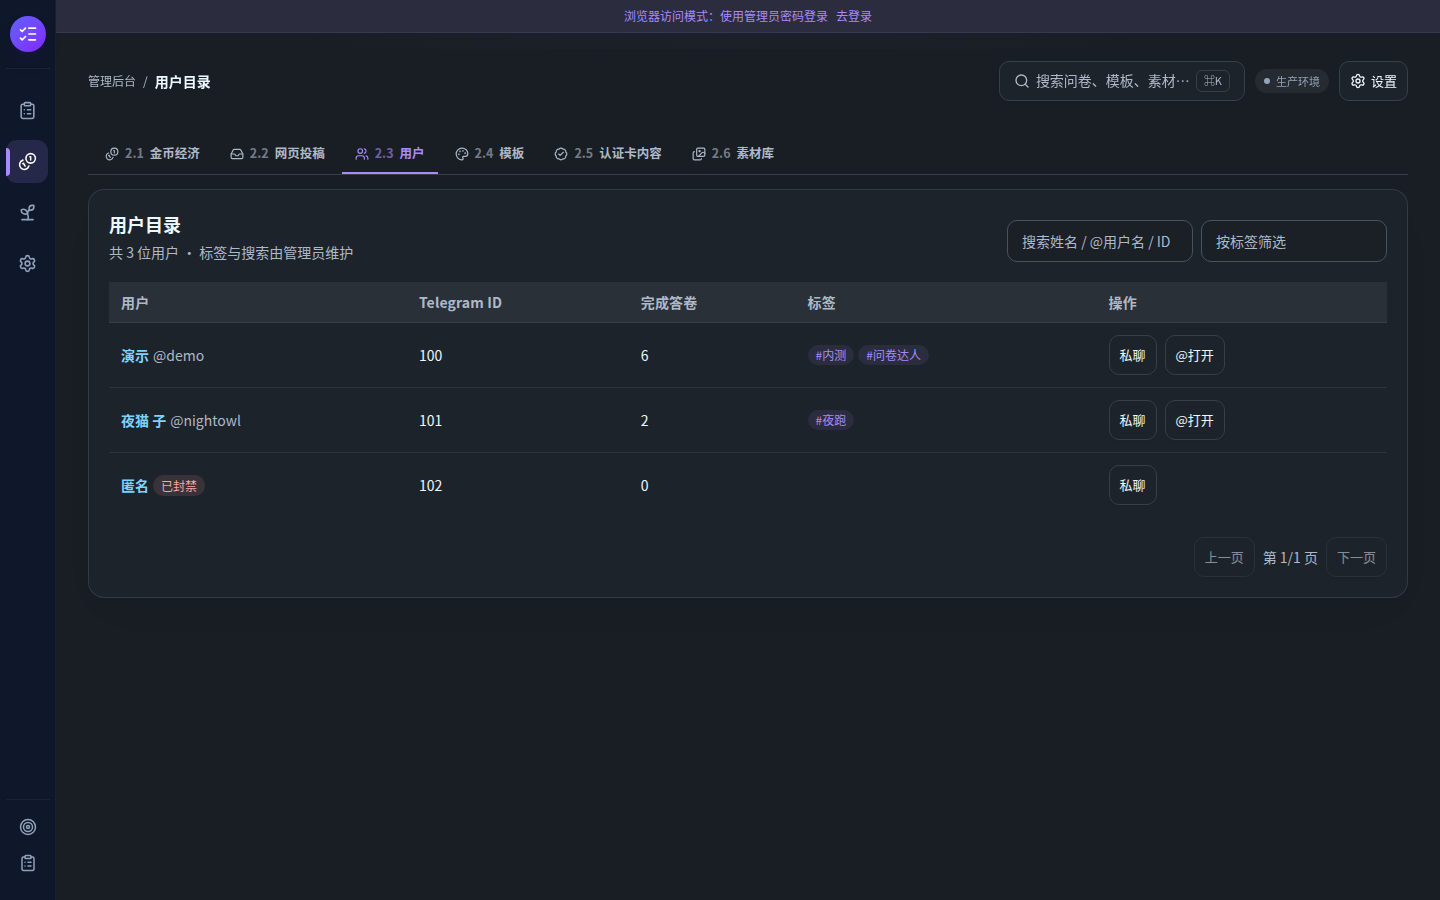 浏览器访问模式：使用管理员密码登录 去登录
管理后台 / 用户目录
搜索问卷、模板、素材… ⌘K
生产环境
设置
2.1 金币经济
2.2 网页投稿
2.3 用户
2.4 模板
2.5 认证卡内容
2.6 素材库
用户目录
共 3 位用户 · 标签与搜索由管理员维护
搜索姓名 / @用户名 / ID
按标签筛选
用户 Telegram ID 完成答卷 标签 操作
演示 @demo 100 6 #内测 #问卷达人 私聊 @打开
夜猫 子 @nightowl 101 2 #夜跑 私聊 @打开
匿名 已封禁 102 0 私聊
上一页 第 1/1 页 下一页